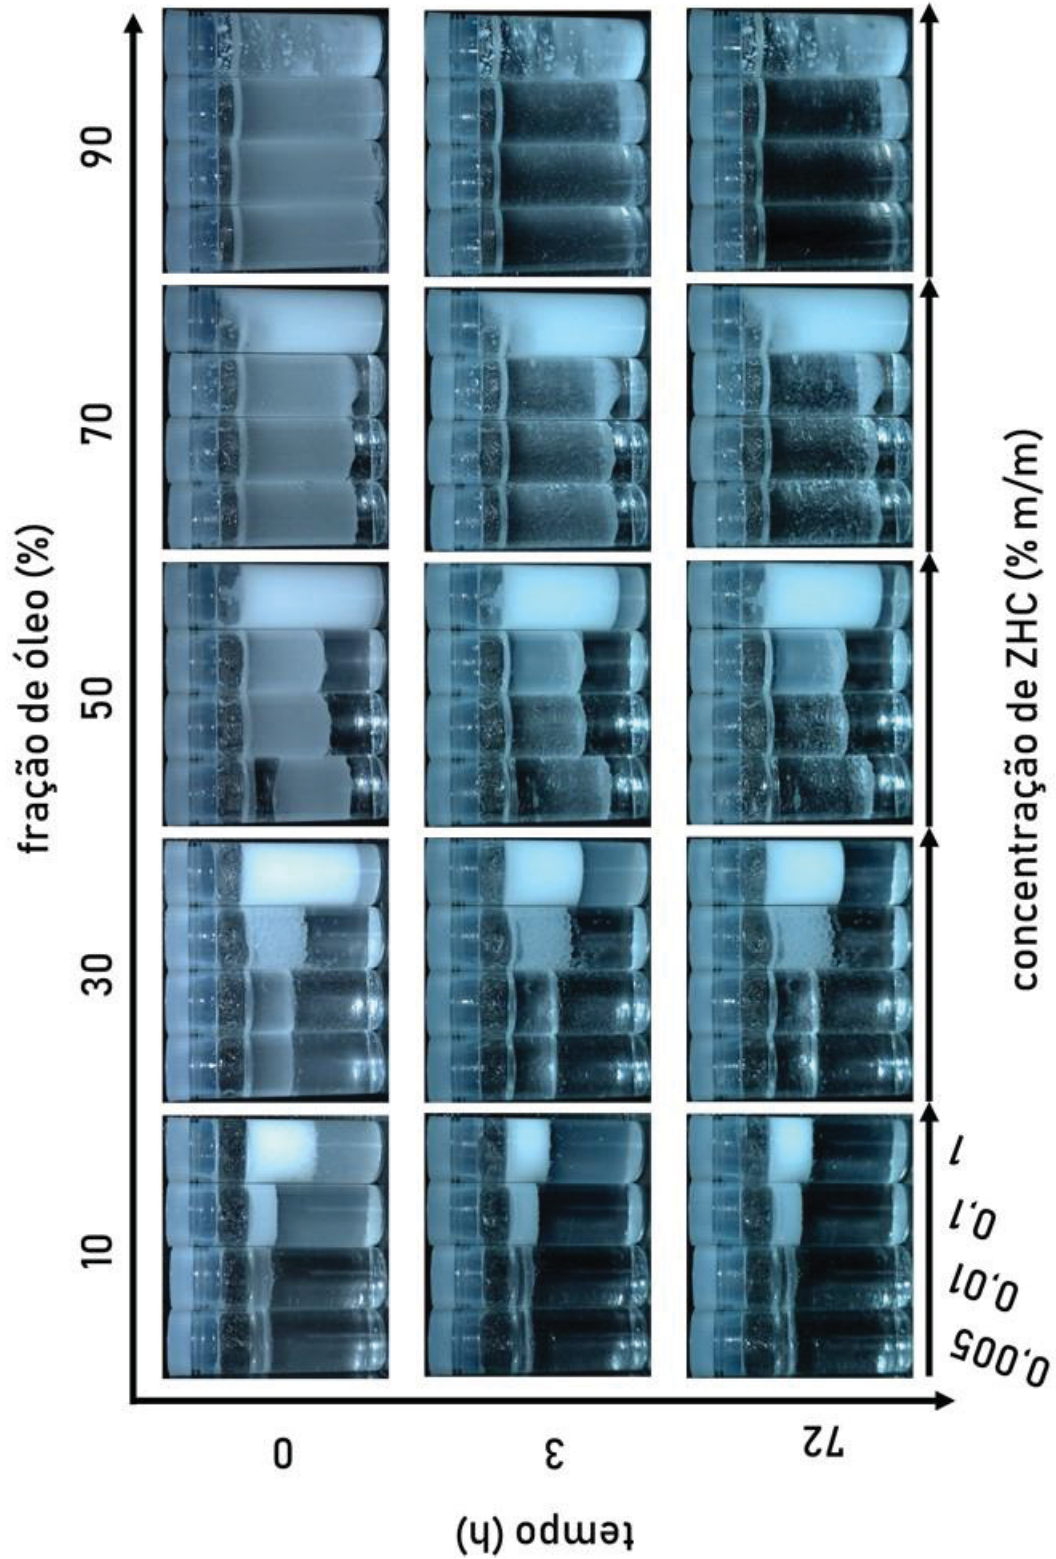 fração de óleo (%)
10 30 50 70 90
0
3
72
tempo (h)
0,005 0,01 0,1 1
concentração de ZHC (% m/m)